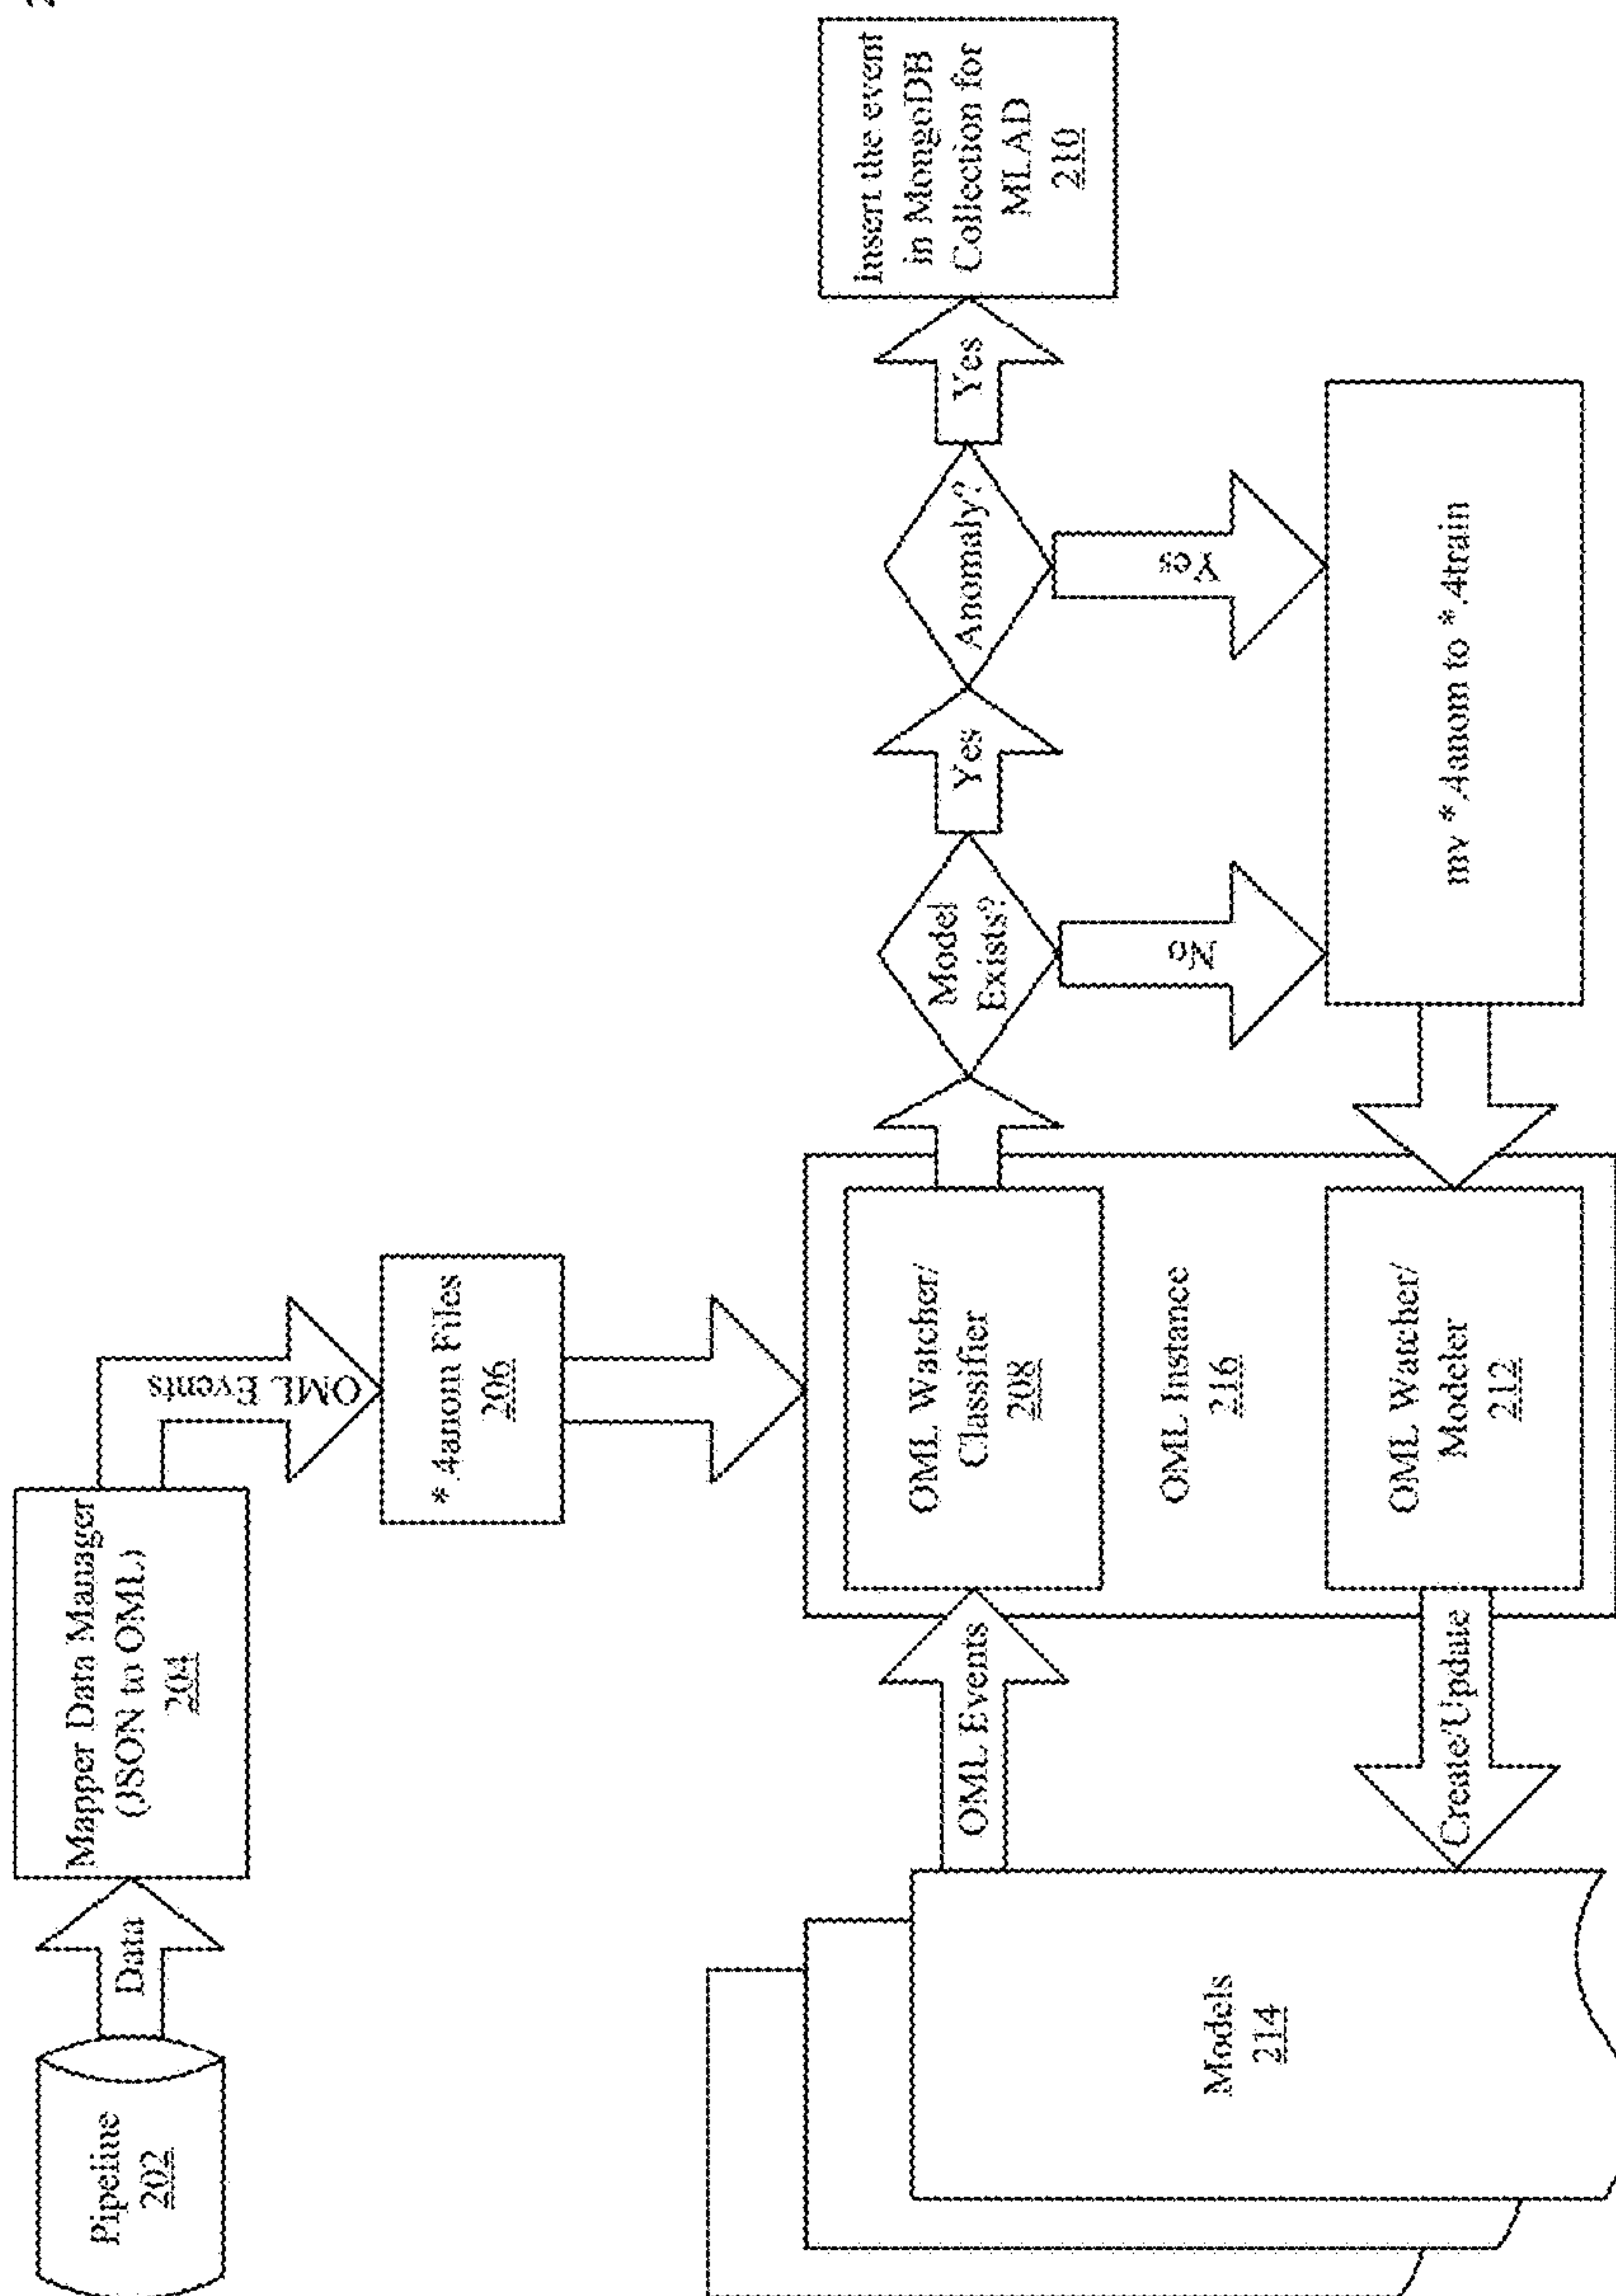 Pipeline
202
Data
Mapper Data Manager
(JSON to OML)
204
OML Events
*.4anom Files
206
Models
214
OML Events
OML Watcher/
Classifier
208
OML Instance
216
OML Watcher/
Modeler
212
Create/Update
Model
Exists?
Yes
No
Anomaly?
Yes
Yes
Insert the event
in MongoDB
Collection for
MLAD
210
mv *.4anom to *.4train